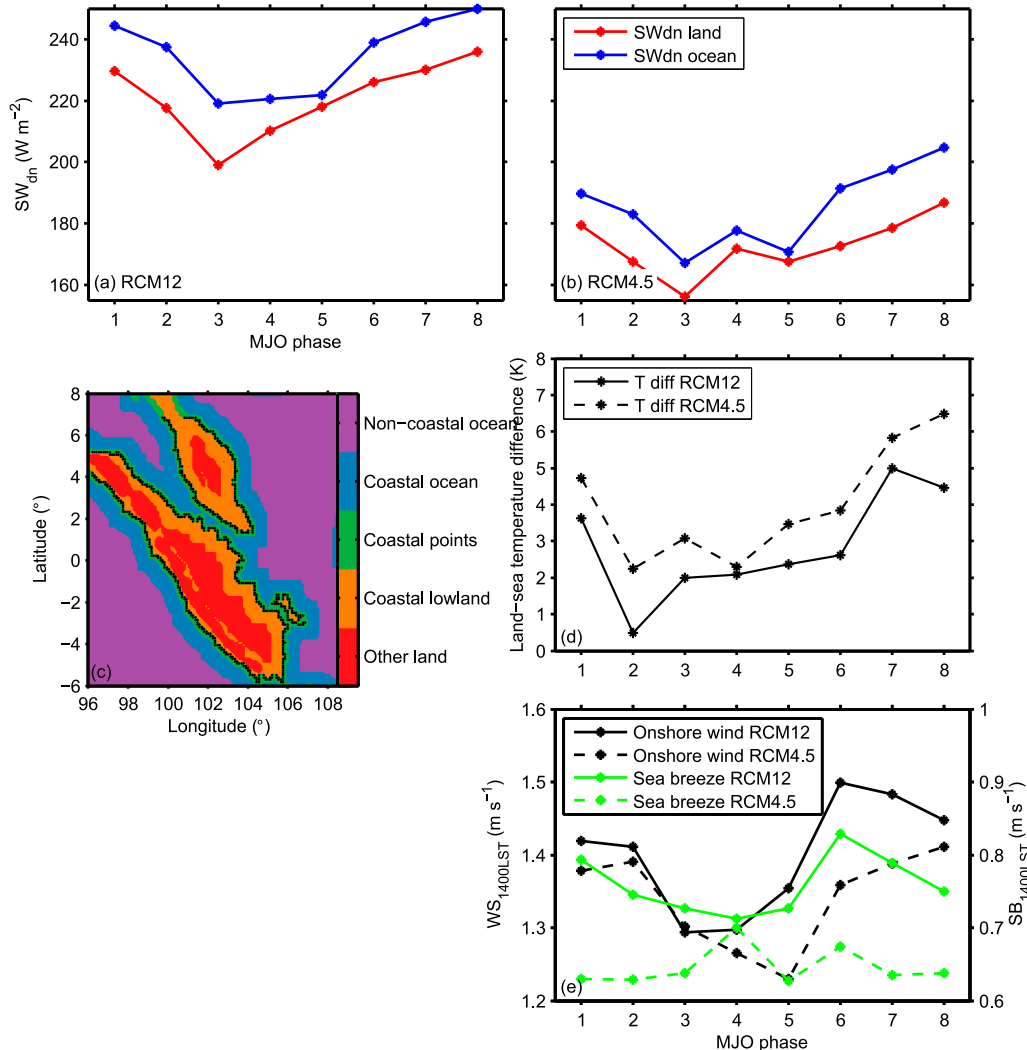 240
220
200
180
160
SWdn (W m−2)
(a) RCM12
1 2 3 4 5 6 7 8
MJO phase
SWdn land
SWdn ocean
(b) RCM4.5
1 2 3 4 5 6 7 8
MJO phase
8
6
4
2
0
−2
−4
−6
Latitude (°)
(c)
96 98 100 102 104 106 108
Longitude (°)
Non−coastal ocean
Coastal ocean
Coastal points
Coastal lowland
Other land
8
7
6
5
4
3
2
1
0
Land−sea temperature difference (K)
T diff RCM12
T diff RCM4.5
(d)
1 2 3 4 5 6 7 8
1.6
1.5
1.4
1.3
1.2
WS1400LST (m s−1)
Onshore wind RCM12
Onshore wind RCM4.5
Sea breeze RCM12
Sea breeze RCM4.5
(e)
1
0.9
0.8
0.7
0.6
SB1400LST (m s−1)
1 2 3 4 5 6 7 8
MJO phase